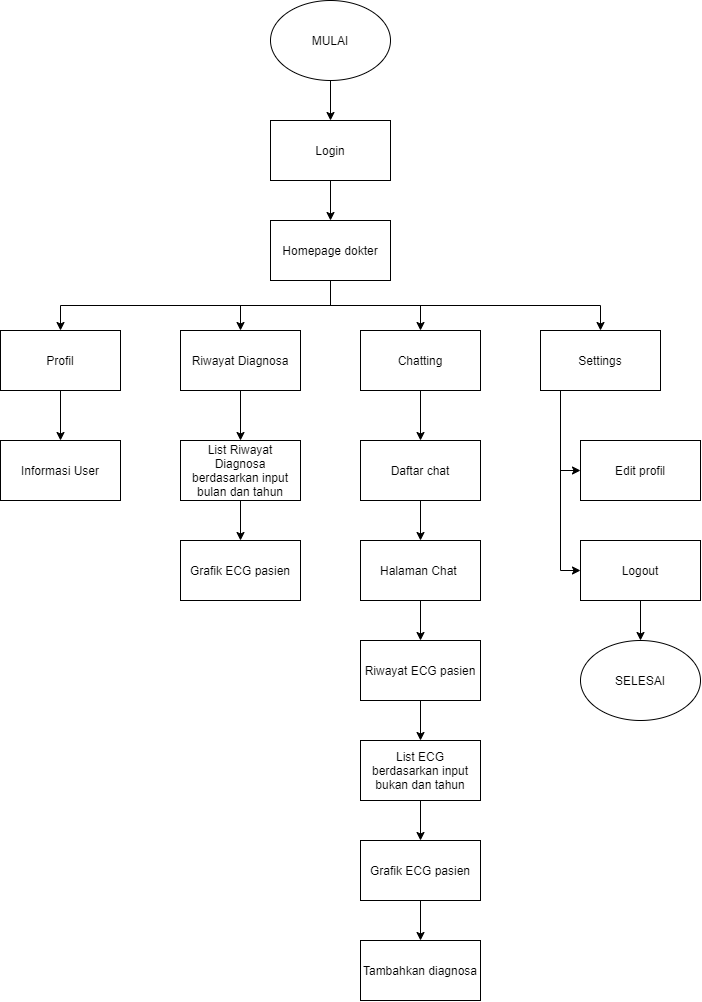 MULAI
Login
Homepage dokter
Profil
Riwayat Diagnosa
Chatting
Settings
Informasi User
List Riwayat
Diagnosa
berdasarkan input
bulan dan tahun
Daftar chat
Edit profil
Grafik ECG pasien
Halaman Chat
Logout
Riwayat ECG pasien
SELESAI
List ECG
berdasarkan input
bukan dan tahun
Grafik ECG pasien
Tambahkan diagnosa